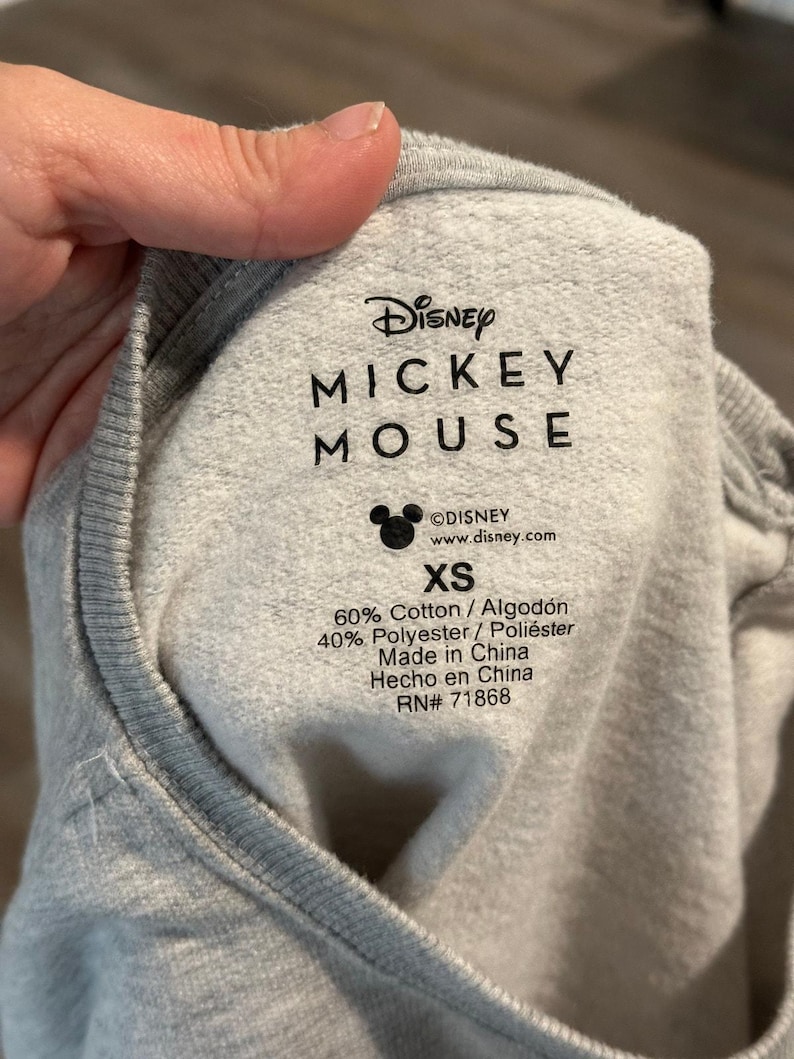 Disney
MICKEY
MOUSE
©DISNEY
www.disney.com
XS
60% Cotton / Algodón
40% Polyester / Poliéster
Made in China
Hecho en China
RN# 71868